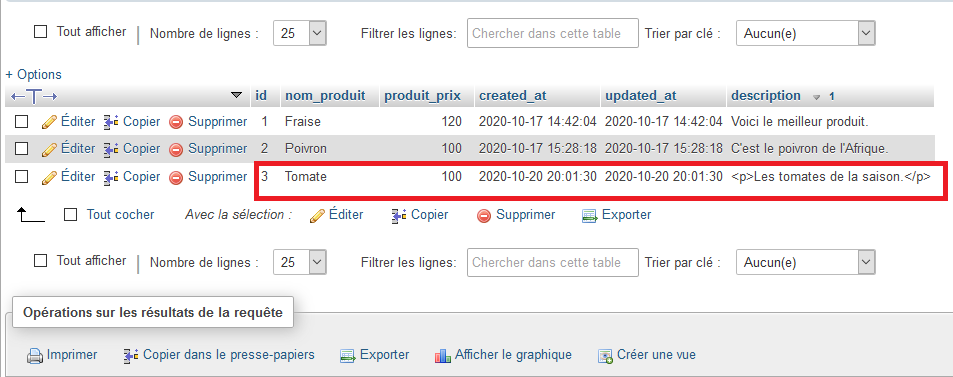 Tout afficher Nombre de lignes : 25 Filtrer les lignes: Chercher dans cette table Trier par clé : Aucun(e)
+ Options
←T→ id nom_produit produit_prix created_at updated_at description 1
Éditer Copier Supprimer 1 Fraise 120 2020-10-17 14:42:04 2020-10-17 14:42:04 Voici le meilleur produit.
Éditer Copier Supprimer 2 Poivron 100 2020-10-17 15:28:18 2020-10-17 15:28:18 C'est le poivron de l'Afrique.
Éditer Copier Supprimer 3 Tomate 100 2020-10-20 20:01:30 2020-10-20 20:01:30 <p>Les tomates de la saison.</p>
Tout cocher Avec la sélection : Éditer Copier Supprimer Exporter
Tout afficher Nombre de lignes : 25 Filtrer les lignes: Chercher dans cette table Trier par clé : Aucun(e)
Opérations sur les résultats de la requête
Imprimer Copier dans le presse-papiers Exporter Afficher le graphique Créer une vue